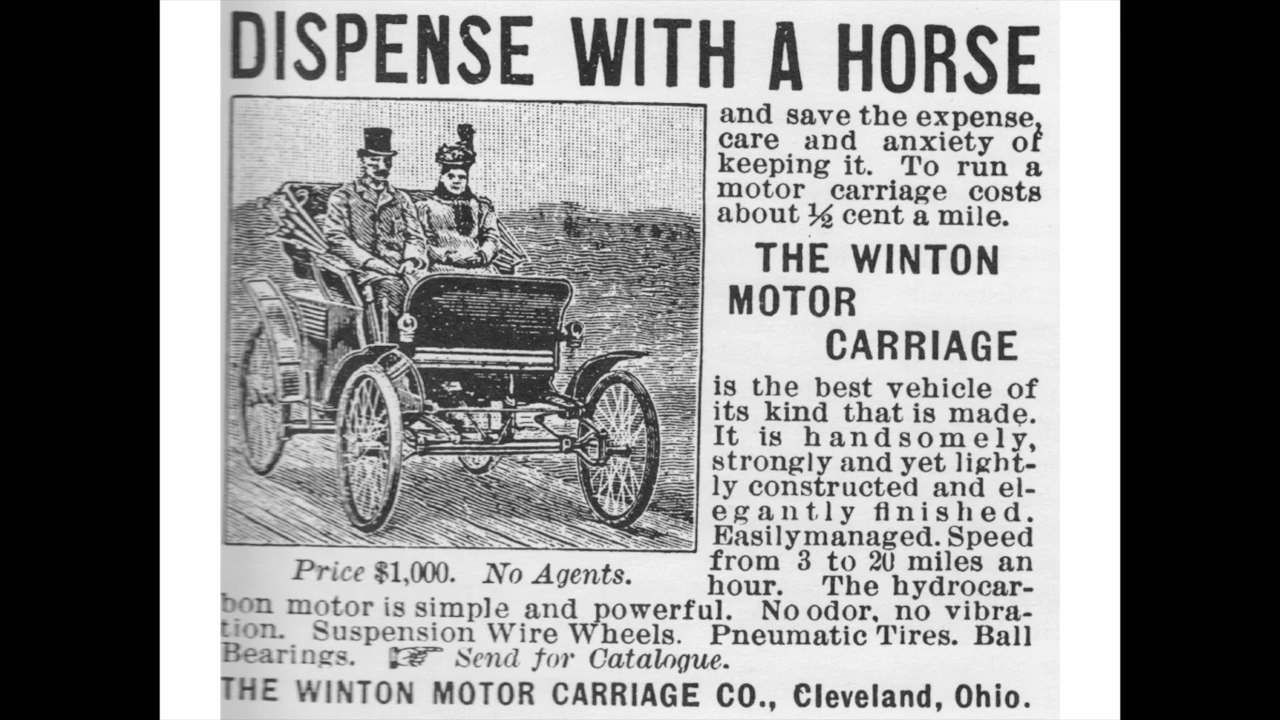 DISPENSE WITH A HORSE
and save the expense,
care and anxiety of
keeping it. To run a
motor carriage costs
about ½ cent a mile.
THE WINTON
MOTOR
CARRIAGE
is the best vehicle of
its kind that is made.
It is handsomely,
strongly and yet light-
ly constructed and el-
egantly finished.
Easilymanaged. Speed
from 3 to 20 miles an
hour. The hydrocar-
Price $1,000. No Agents.
bon motor is simple and powerful. No odor, no vibra-
tion. Suspension Wire Wheels. Pneumatic Tires. Ball
Bearings. ☞ Send for Catalogue.
THE WINTON MOTOR CARRIAGE CO., Cleveland, Ohio.